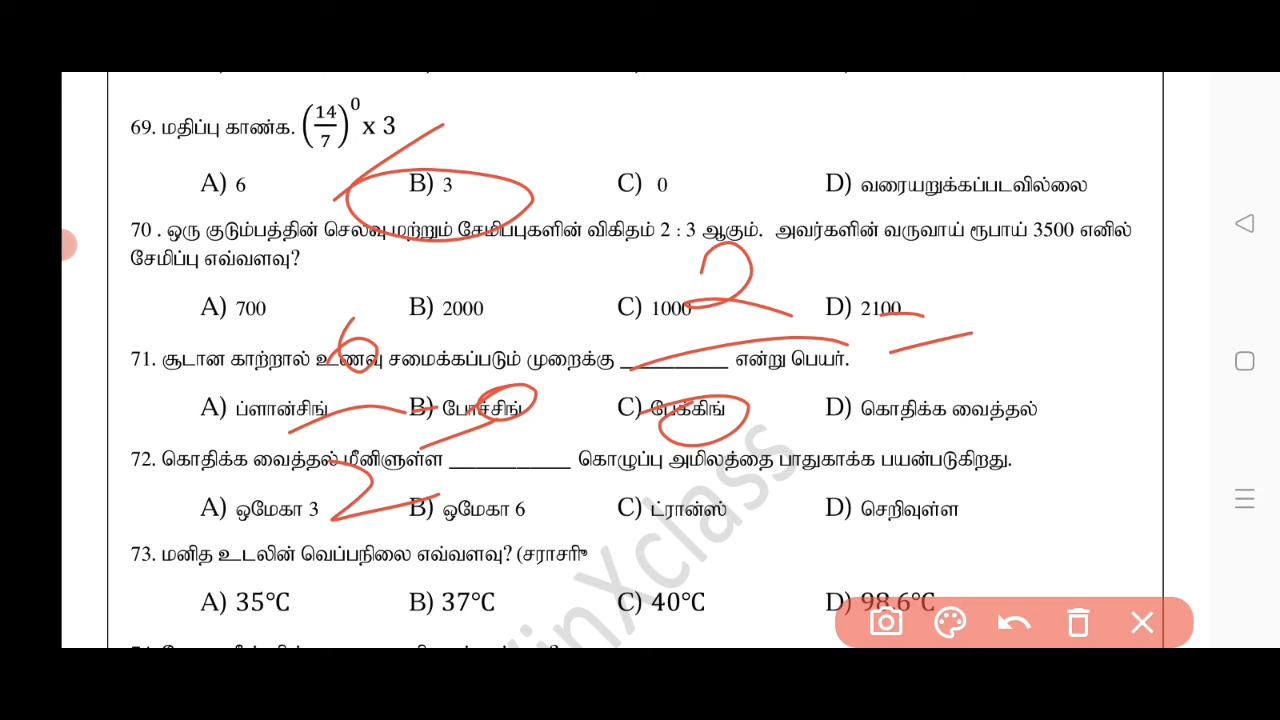 69. மதிப்பு காண்க. (14/7)^0 x 3
A) 6 B) 3 C) 0 D) வரையறுக்கப்படவில்லை
70 . ஒரு குடும்பத்தின் செலவு மற்றும் சேமிப்புகளின் விகிதம் 2 : 3 ஆகும். அவர்களின் வருவாய் ரூபாய் 3500 எனில்
சேமிப்பு எவ்வளவு?
A) 700 B) 2000 C) 1000 D) 2100
71. சூடான காற்றால் உணவு சமைக்கப்படும் முறைக்கு __________ என்று பெயர்.
A) ப்ளான்சிங் B) போச்சிங் C) பேக்கிங் D) கொதிக்க வைத்தல்
72. கொதிக்க வைத்தல் மீனிளுள்ள ___________ கொழுப்பு அமிலத்தை பாதுகாக்க பயன்படுகிறது.
A) ஒமேகா 3 B) ஒமேகா 6 C) ட்ரான்ஸ் D) செறிவுள்ள
73. மனித உடலின் வெப்பநிலை எவ்வளவு? (சராசரி
A) 35°C B) 37°C C) 40°C D) 98.6°C